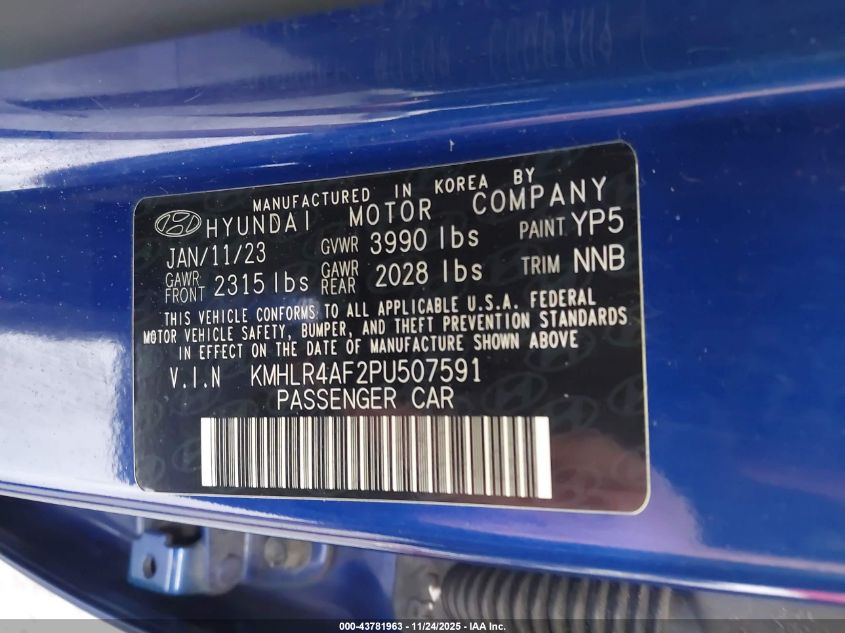 MANUFACTURED IN KOREA BY
HYUNDAI MOTOR COMPANY
JAN/11/23 GVWR 3990 lbs PAINT YP5
GAWR FRONT 2315 lbs GAWR REAR 2028 lbs TRIM NNB
THIS VEHICLE CONFORMS TO ALL APPLICABLE U.S.A. FEDERAL
MOTOR VEHICLE SAFETY, BUMPER, AND THEFT PREVENTION STANDARDS
IN EFFECT ON THE DATE OF MANUFACTURE SHOWN ABOVE
V.I.N KMHLR4AF2PU507591
PASSENGER CAR
000-43781963 - 11/24/2025 - IAA Inc.